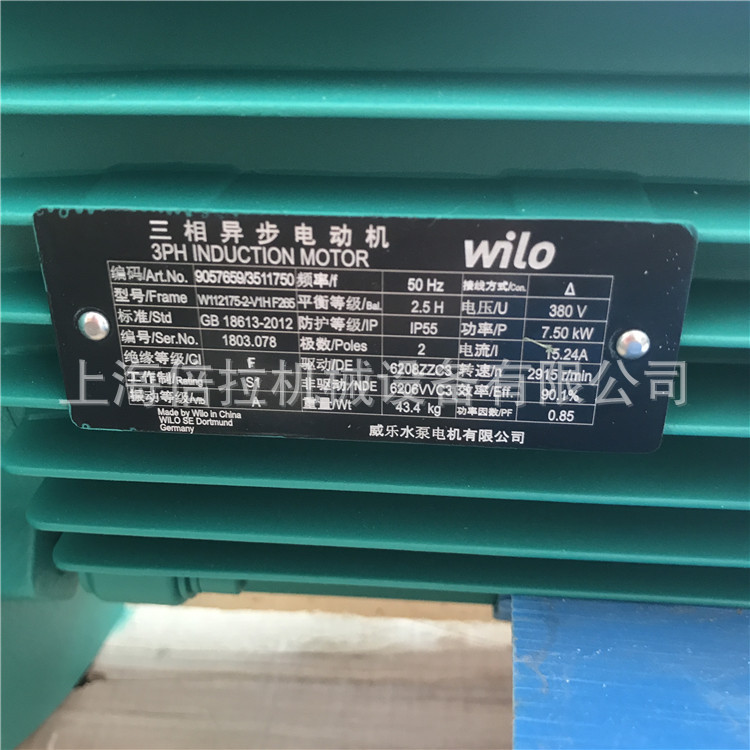 三相异步电动机
3PH INDUCTION MOTOR
wilo
编码/Art.No. 9057659/3511750 频率/f 50 Hz 接线方式/Con. Δ
型号/Frame W112175-2-V1H F265 平衡等级/Bal. 2.5 H 电压/U 380 V
标准/Std GB 18613-2012 防护等级/IP IP55 功率/P 7.50 kW
编号/Ser.No. 1803.078 极数/Poles 2 电流/I 15.24A
绝缘等级/Cl F 驱动/DE 6208ZZC3 转速/n 2915 r/min
工作制/Rating S1 非驱动/NDE 6206VVC3 效率/Eff. 90.1%
振动等级/Vib A 重量/Wt 43.4 kg 功率因数/PF 0.85
Made by Wilo in China
WILO SE Dortmund
Germany
威乐水泵电机有限公司
上海倍拉机械设备有限公司